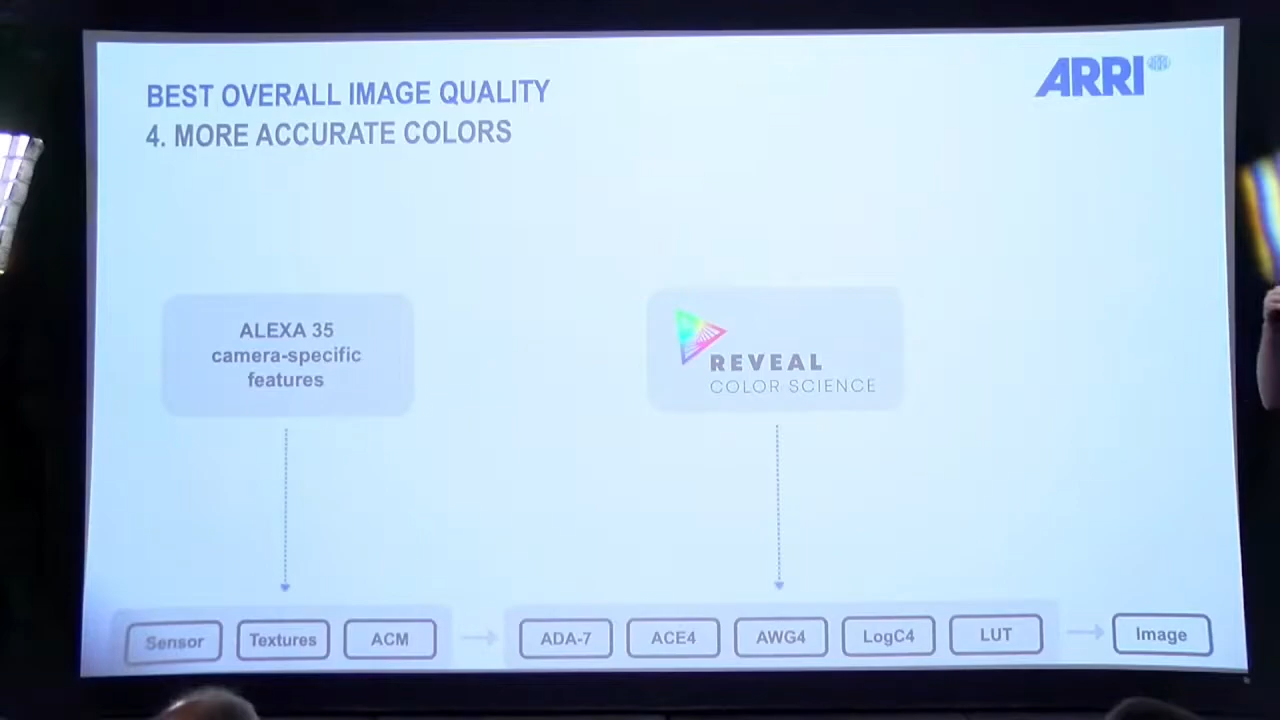 BEST OVERALL IMAGE QUALITY
4. MORE ACCURATE COLORS
ARRI
ALEXA 35
camera-specific
features
REVEAL
COLOR SCIENCE
Sensor
Textures
ACM
ADA-7
ACE4
AWG4
LogC4
LUT
Image